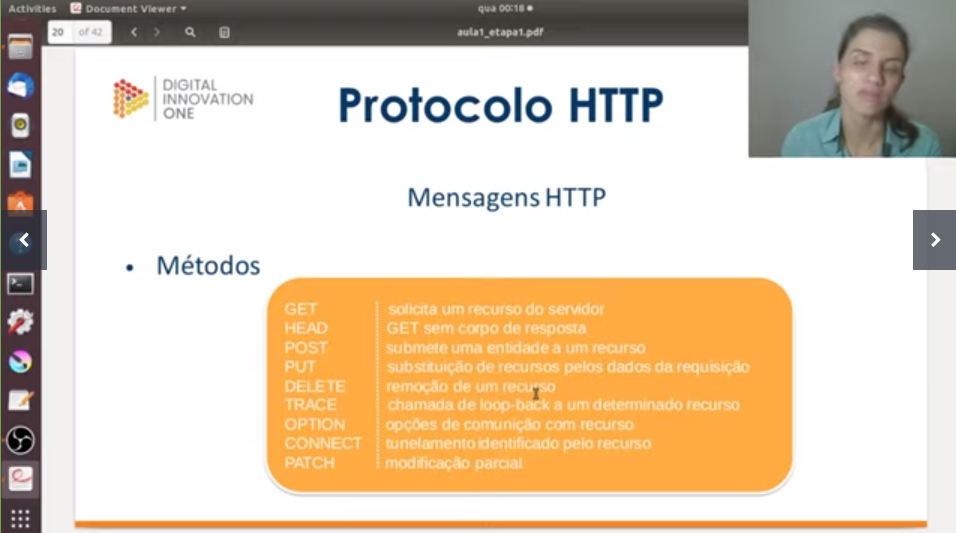 Activities Document Viewer qua 00:18
20 of 42 aula1_etapa1.pdf
DIGITAL
INNOVATION
ONE
Protocolo HTTP
Mensagens HTTP
• Métodos
GET solicita um recurso do servidor
HEAD GET sem corpo de resposta
POST submete uma entidade a um recurso
PUT substituição de recursos pelos dados da requisição
DELETE remoção de um recurso
TRACE chamada de loop-back a um determinado recurso
OPTION opções de comunição com recurso
CONNECT tunelamento identificado pelo recurso
PATCH modificação parcial